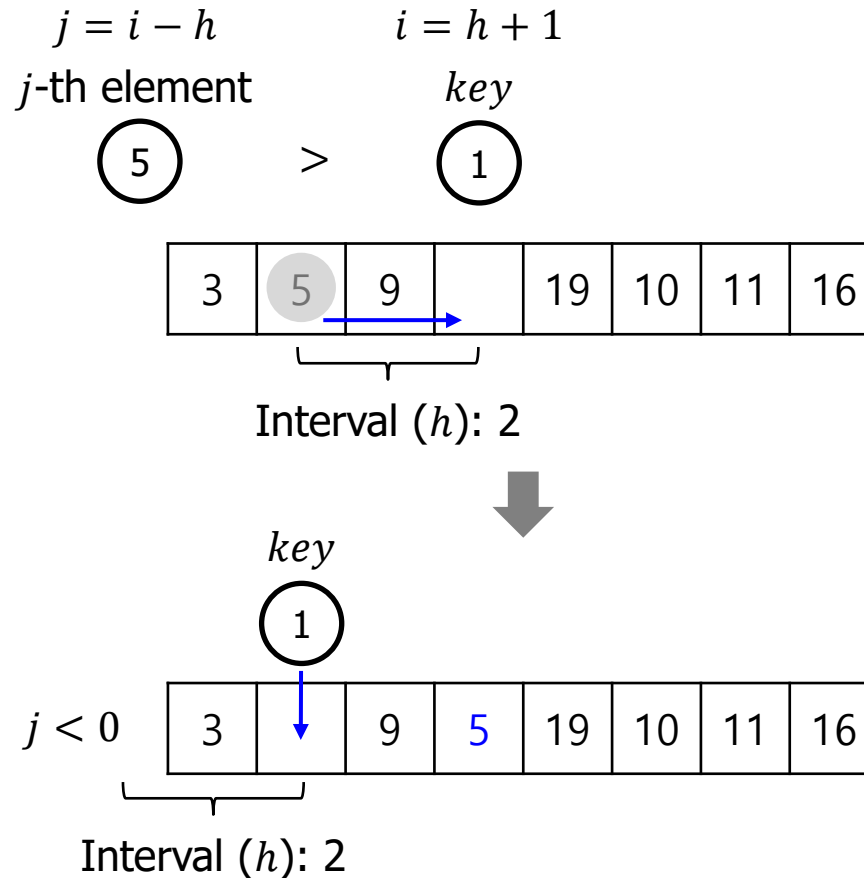 j = i − h
i = h + 1
j-th element
key
5 > 1
3 5 9 19 10 11 16
Interval (h): 2
key
1
j < 0
3 9 5 19 10 11 16
Interval (h): 2